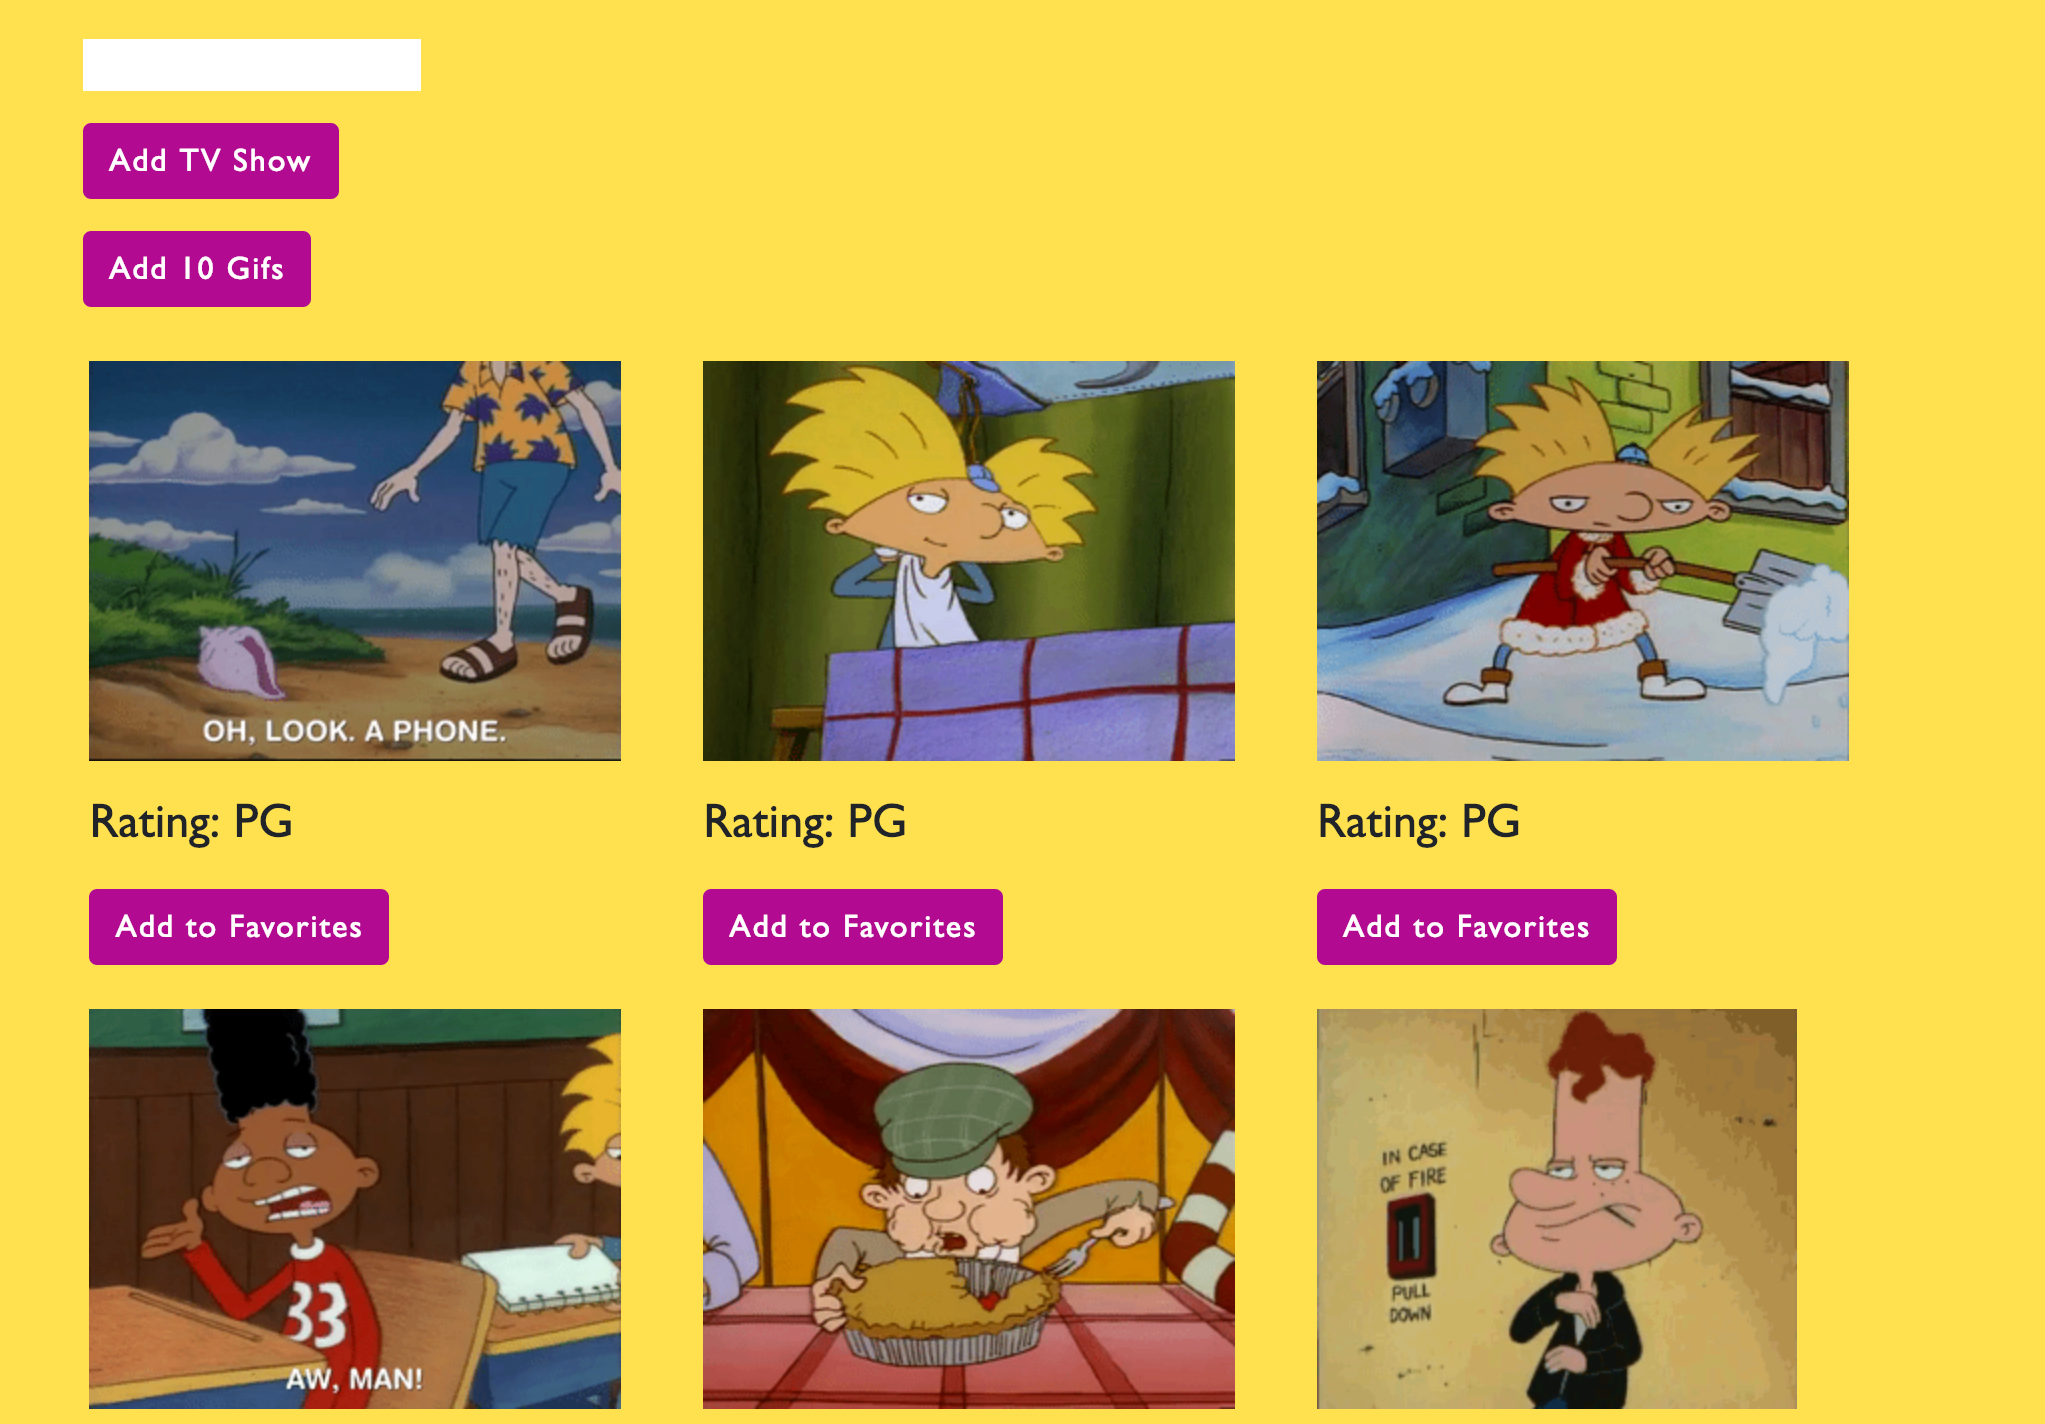 Add TV Show
Add 10 Gifs
OH, LOOK. A PHONE.
Rating: PG
Rating: PG
Rating: PG
Add to Favorites
Add to Favorites
Add to Favorites
33
AW, MAN!
IN CASE
OF FIRE
PULL
DOWN